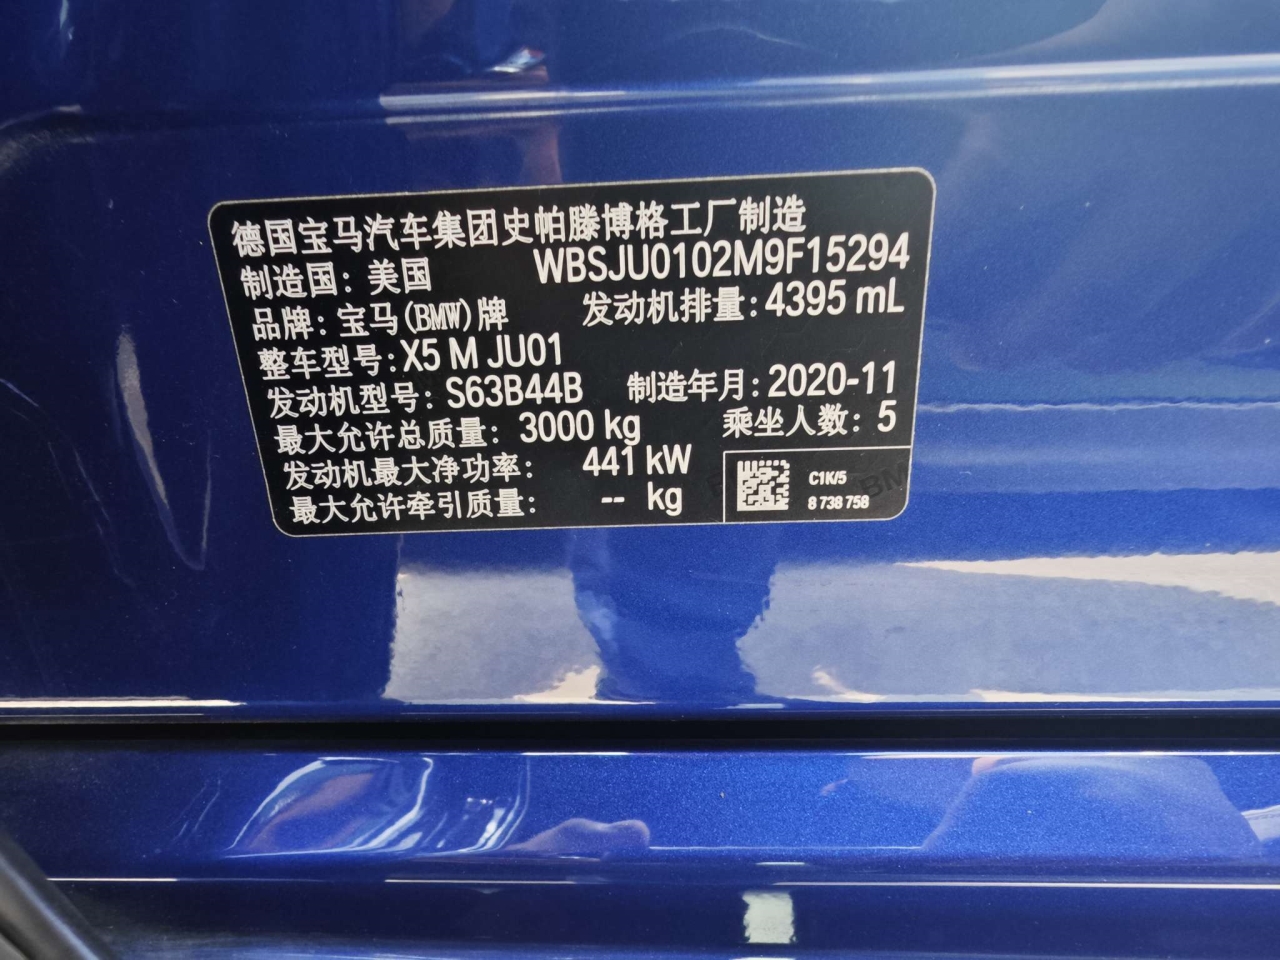 德国宝马汽车集团史帕滕博格工厂制造
制造国：美国 WBSJU0102M9F15294
品牌：宝马(BMW)牌 发动机排量：4395 mL
整车型号：X5 M JU01
发动机型号：S63B44B 制造年月：2020-11
最大允许总质量：3000 kg 乘坐人数：5
发动机最大净功率：441 kW
最大允许牵引质量：-- kg
C1K/5
8 738 758